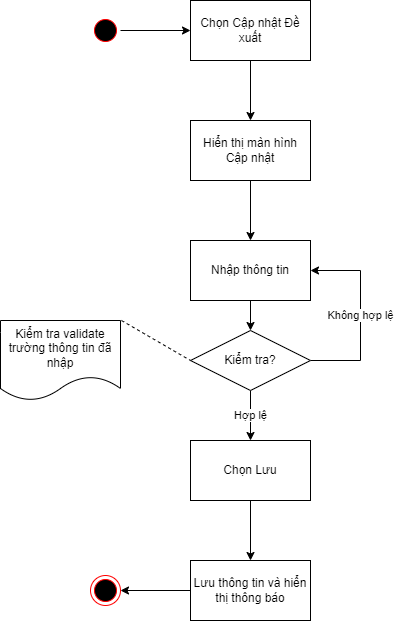 Chọn Cập nhật Đề
xuất
Hiển thị màn hình
Cập nhật
Nhập thông tin
Không hợp lệ
Kiểm tra validate
trường thông tin đã
nhập
Kiểm tra?
Hợp lệ
Chọn Lưu
Lưu thông tin và hiển
thị thông báo